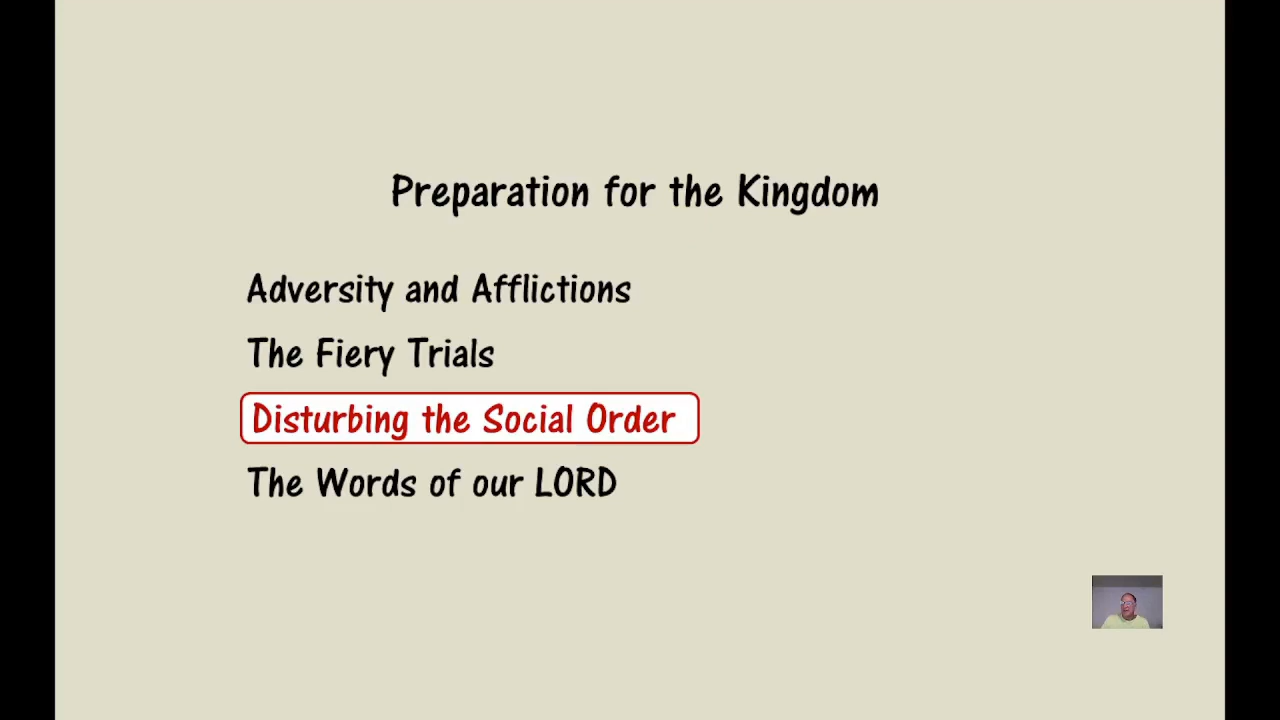 Preparation for the Kingdom
Adversity and Afflictions
The Fiery Trials
Disturbing the Social Order
The Words of our LORD